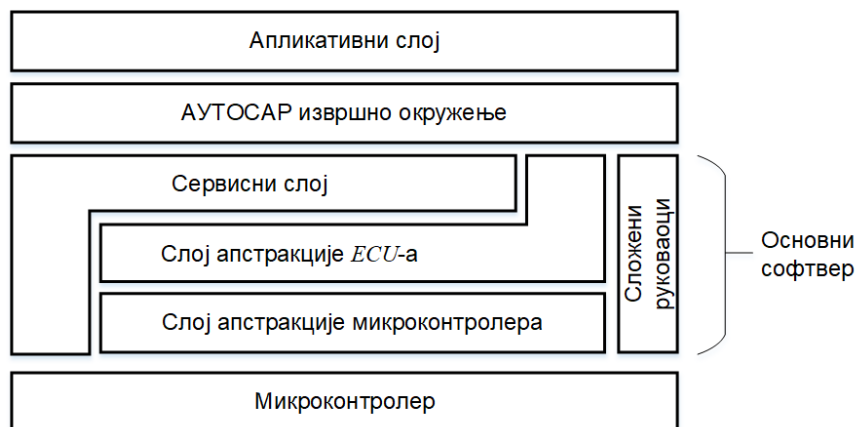 Апликативни слој
АУТОСАР извршно окружење
Сервисни слој
Слој апстракције ECU-а
Слој апстракције микроконтролера
Сложени
руковаоци
Основни
софтвер
Микроконтролер